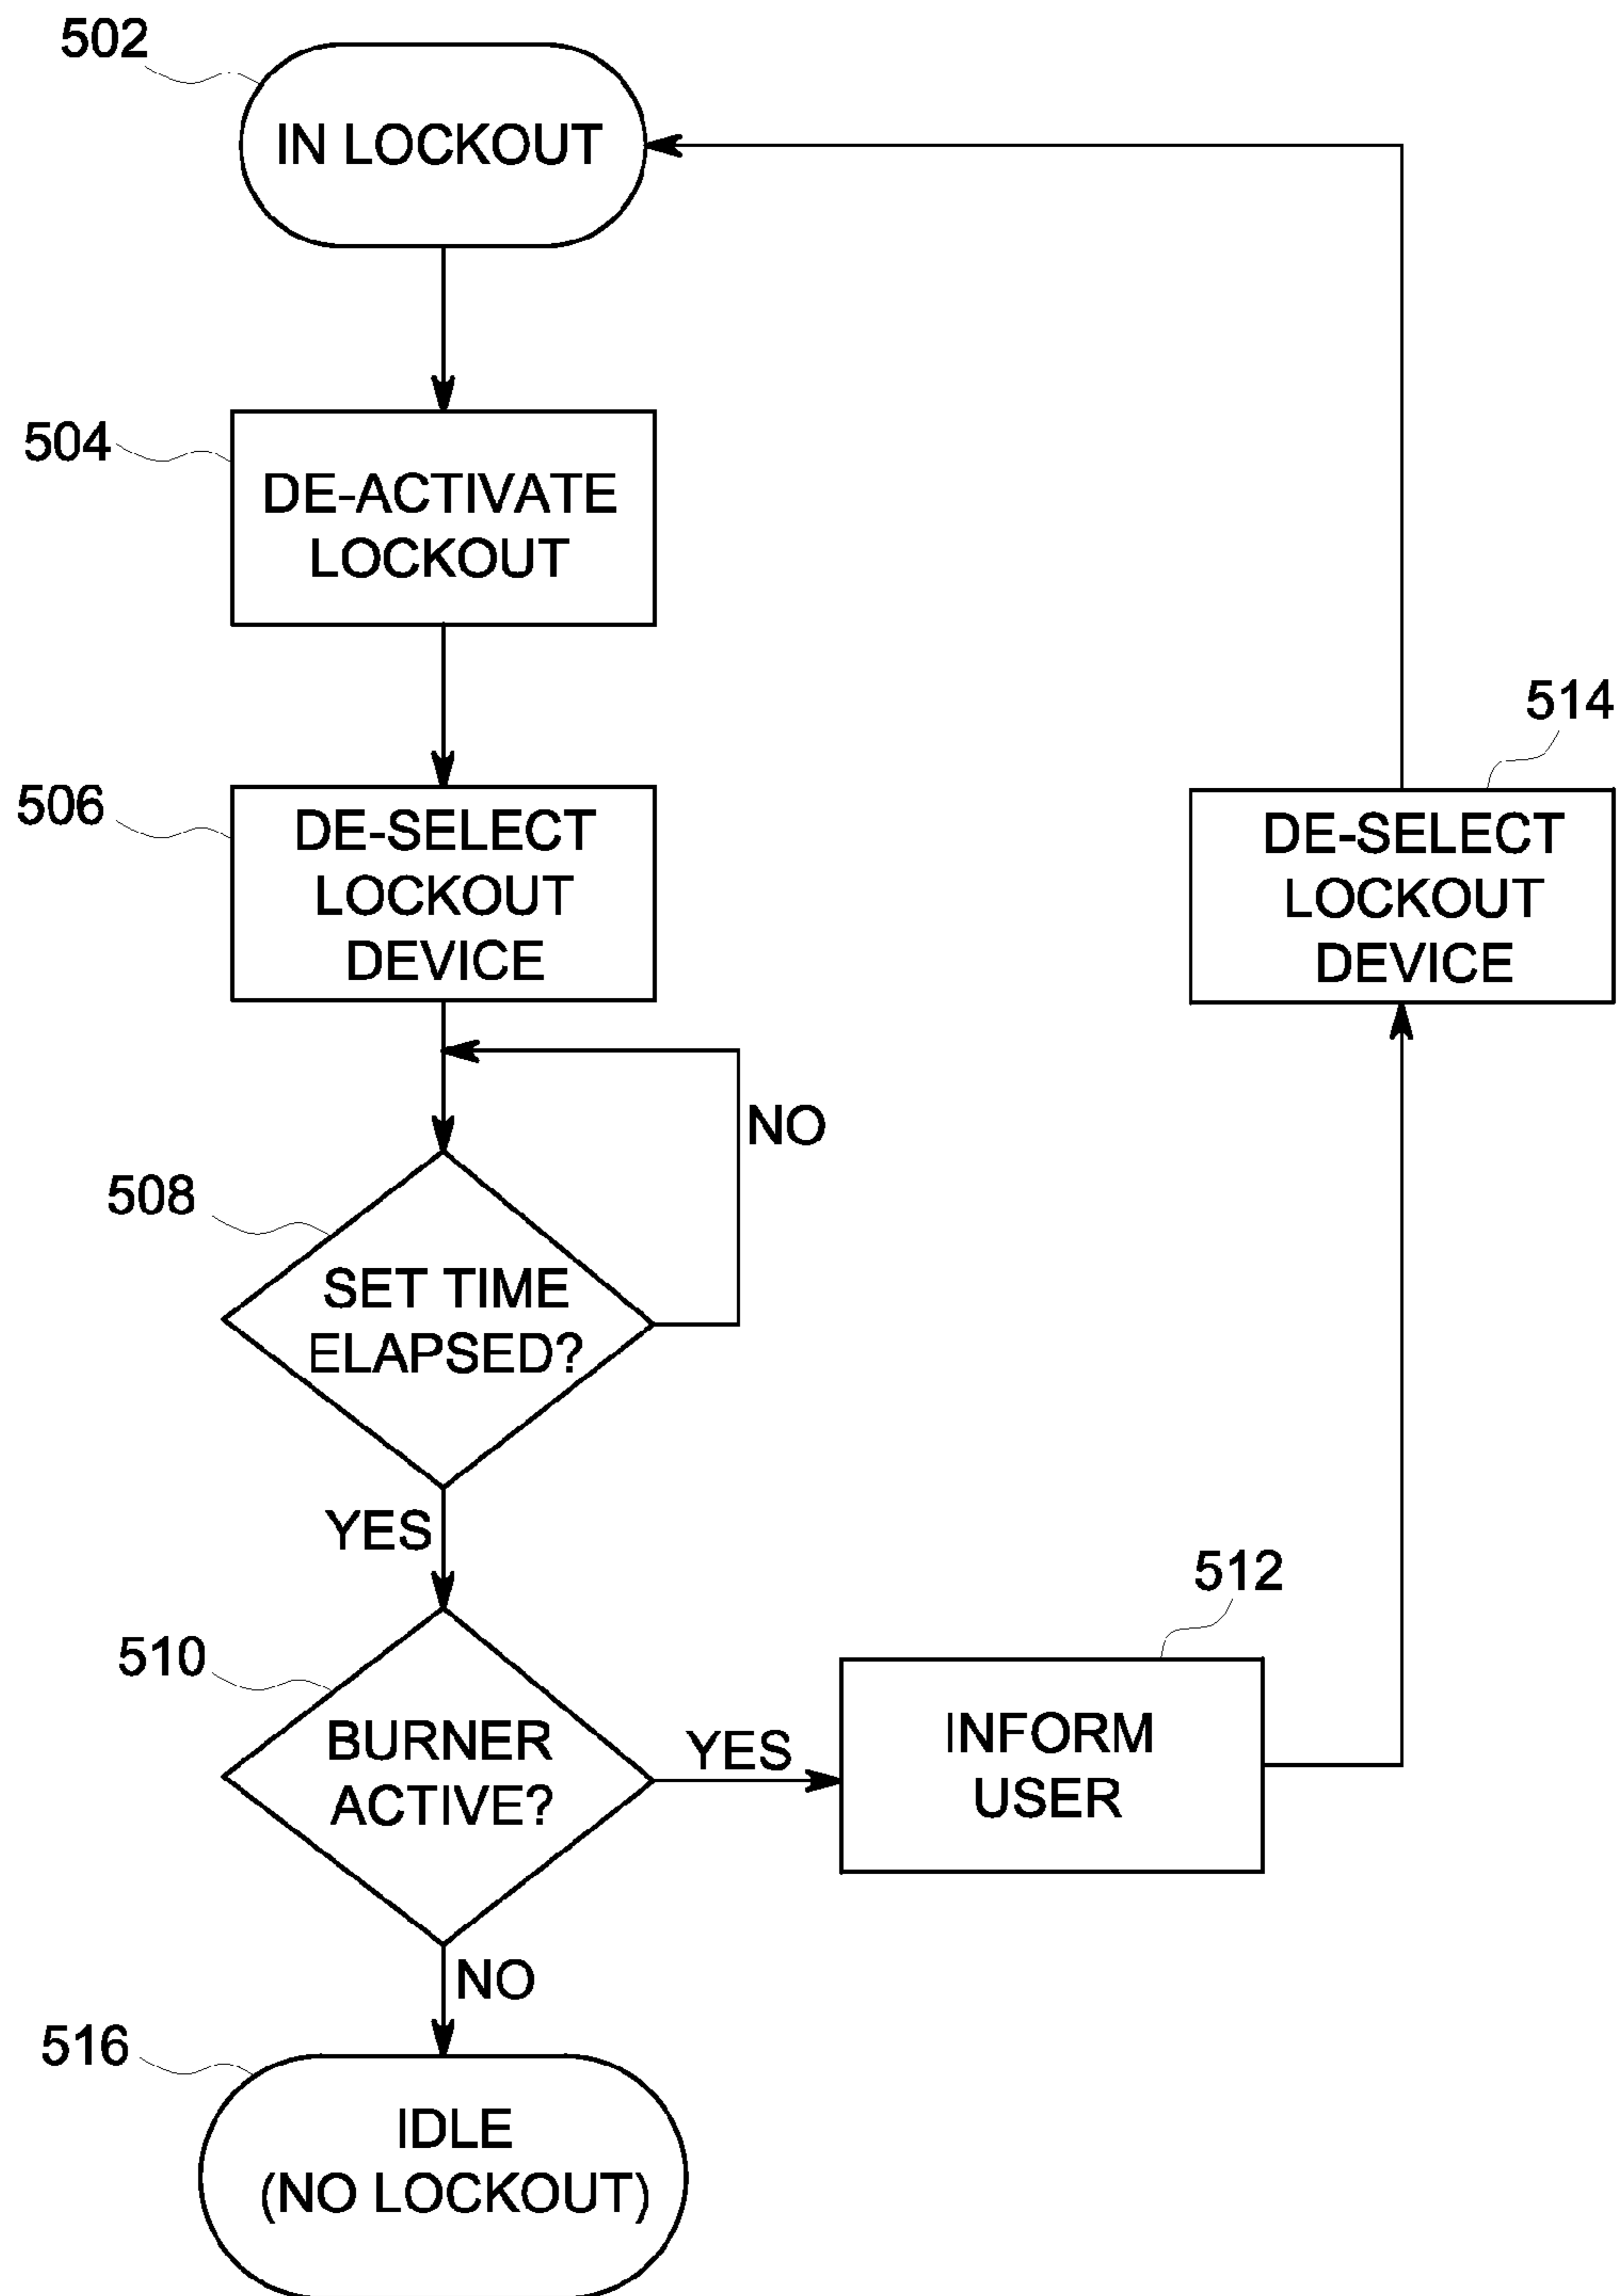 502
IN LOCKOUT
504
DE-ACTIVATE
LOCKOUT
514
506
DE-SELECT
LOCKOUT
DEVICE
DE-SELECT
LOCKOUT
DEVICE
NO
508
SET TIME
ELAPSED?
YES
512
510
BURNER
ACTIVE?
YES
INFORM
USER
NO
516
IDLE
(NO LOCKOUT)